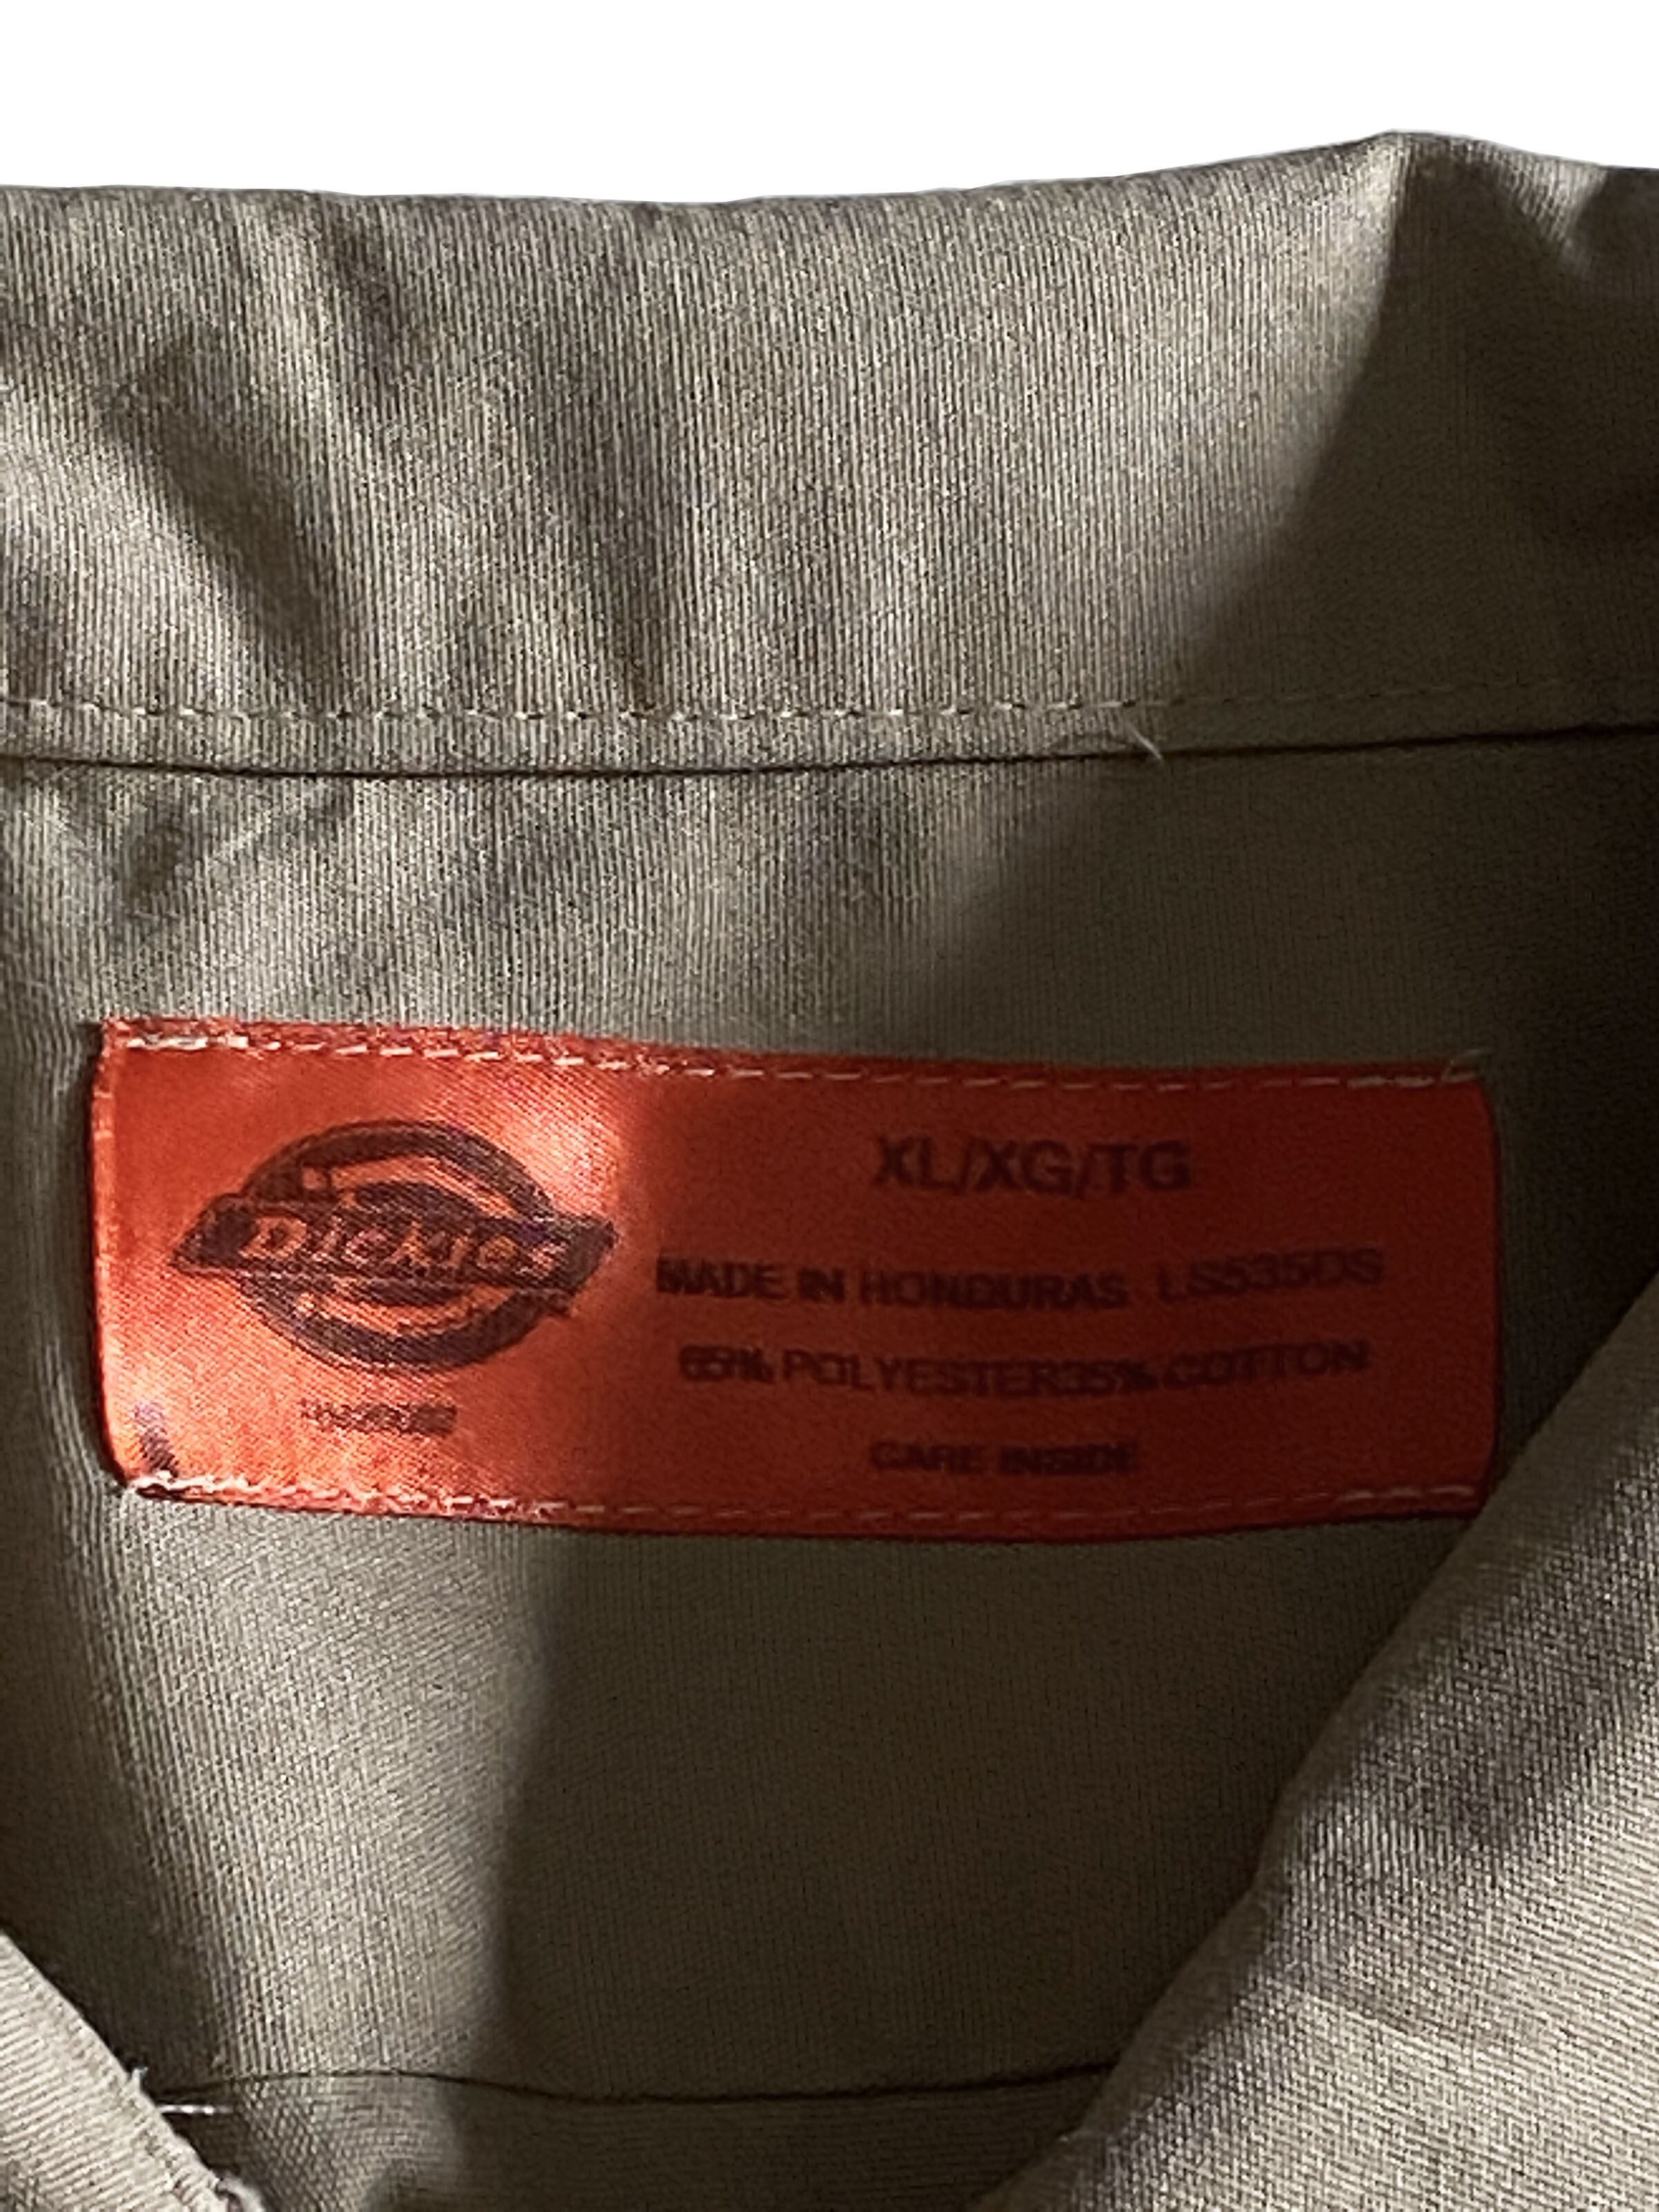 Dickies
XL/XG/TG
MADE IN HONDURAS LS535DS
65% POLYESTER35% COTTON
CARE INSIDE